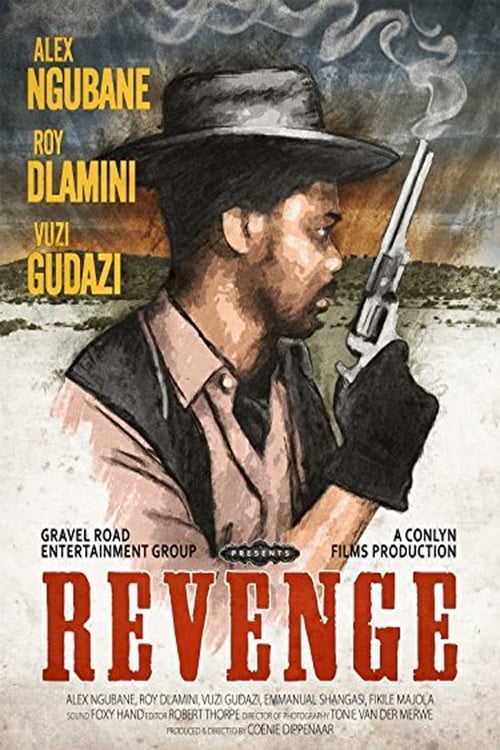 ALEX
NGUBANE
ROY
DLAMINI
VUZI
GUDAZI
GRAVEL ROAD
ENTERTAINMENT GROUP
PRESENTS
A CONLYN
FILMS PRODUCTION
REVENGE
ALEX NGUBANE, ROY DLAMINI, VUZI GUDAZI, EMMANUAL SHANGASI, FIKILE MAJOLA
SOUND FOXY HAND EDITOR ROBERT THORPE DIRECTOR OF PHOTOGRAPHY TONIE VAN DER MERWE
PRODUCED & DIRECTED BY COENIE DIPPENAAR